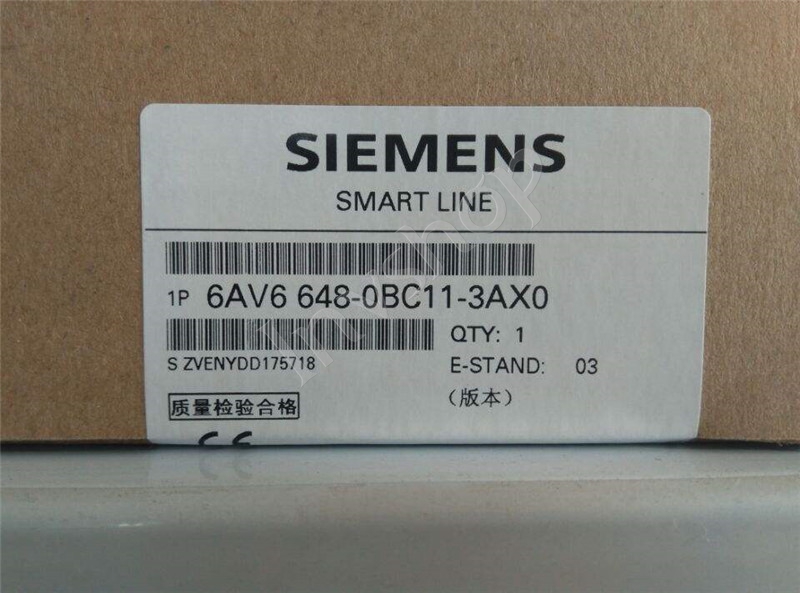 SIEMENS
SMART LINE
1P 6AV6 648-0BC11-3AX0
QTY: 1
S ZVENYDD175718
E-STAND: 03
(版本)
质量检验合格
CE
Invshop